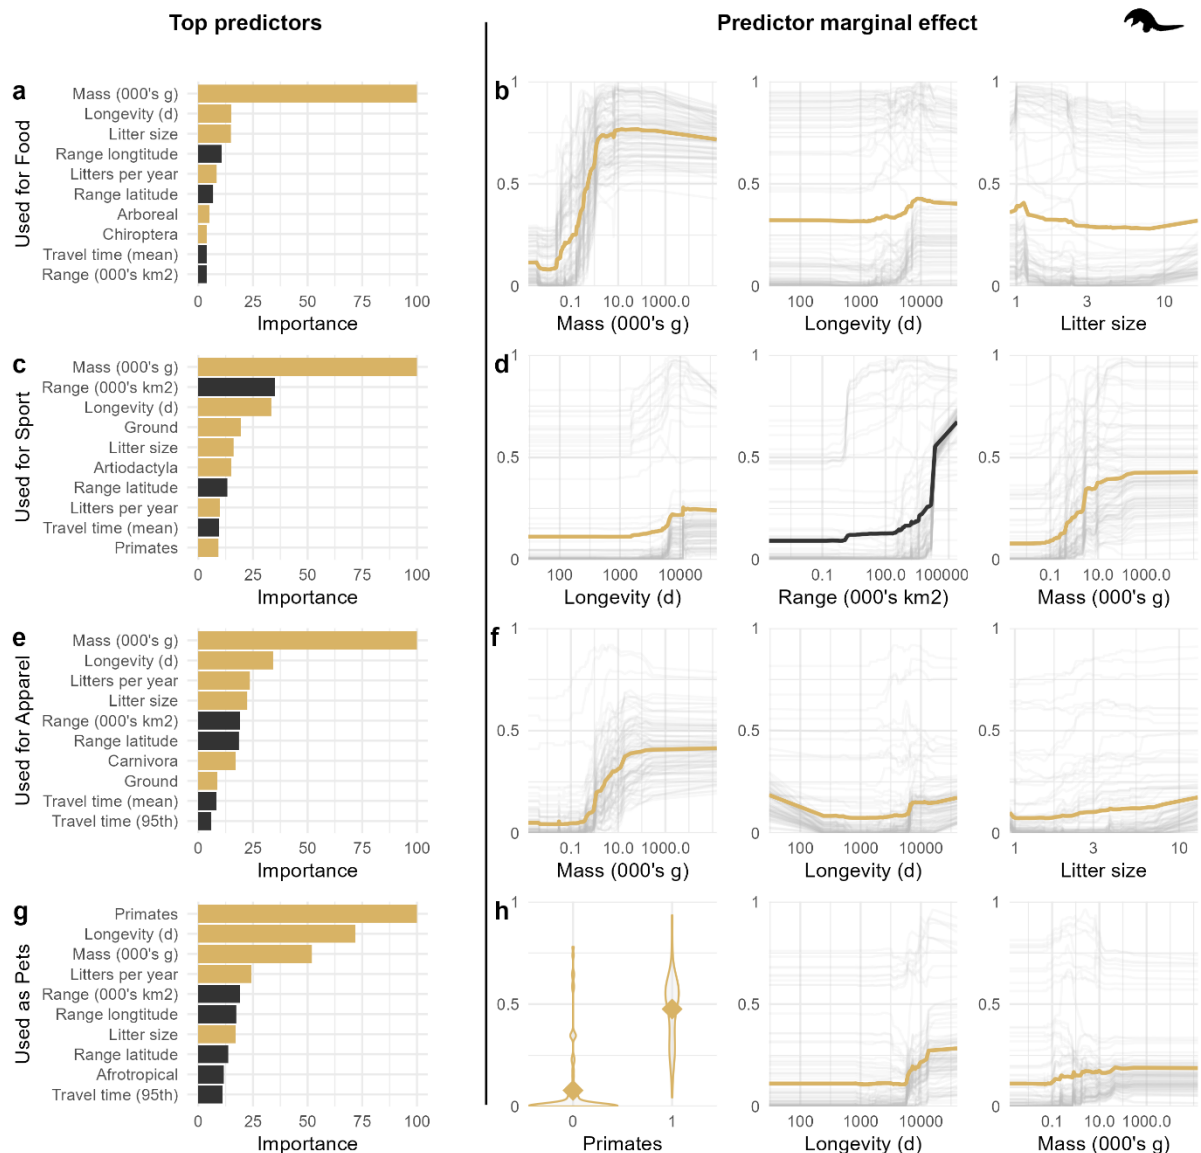 Top predictors
Predictor marginal effect
a
Used for Food
Mass (000's g)
Longevity (d)
Litter size
Range longtitude
Litters per year
Range latitude
Arboreal
Chiroptera
Travel time (mean)
Range (000's km2)
0 25 50 75 100
Importance
b
1
0.5
0
0.1 10.0 1000.0
Mass (000's g)
1
0.5
0
100 1000 10000
Longevity (d)
1
0.5
0
1 3 10
Litter size
c
Used for Sport
Mass (000's g)
Range (000's km2)
Longevity (d)
Ground
Litter size
Artiodactyla
Range latitude
Litters per year
Travel time (mean)
Primates
0 25 50 75 100
Importance
d
1
0.5
0
100 1000 10000
Longevity (d)
1
0.5
0
0.1 100.0 100000
Range (000's km2)
1
0.5
0
0.1 10.0 1000.0
Mass (000's g)
e
Used for Apparel
Mass (000's g)
Longevity (d)
Litters per year
Litter size
Range (000's km2)
Range latitude
Carnivora
Ground
Travel time (mean)
Travel time (95th)
0 25 50 75 100
Importance
f
1
0.5
0
0.1 10.0 1000.0
Mass (000's g)
1
0.5
0
100 1000 10000
Longevity (d)
1
0.5
0
1 3 10
Litter size
g
Used as Pets
Primates
Longevity (d)
Mass (000's g)
Litters per year
Range (000's km2)
Range longtitude
Litter size
Range latitude
Afrotropical
Travel time (95th)
0 25 50 75 100
Importance
h
1
0.5
0
0 1
Primates
1
0.5
0
100 1000 10000
Longevity (d)
1
0.5
0
0.1 10.0 1000.0
Mass (000's g)